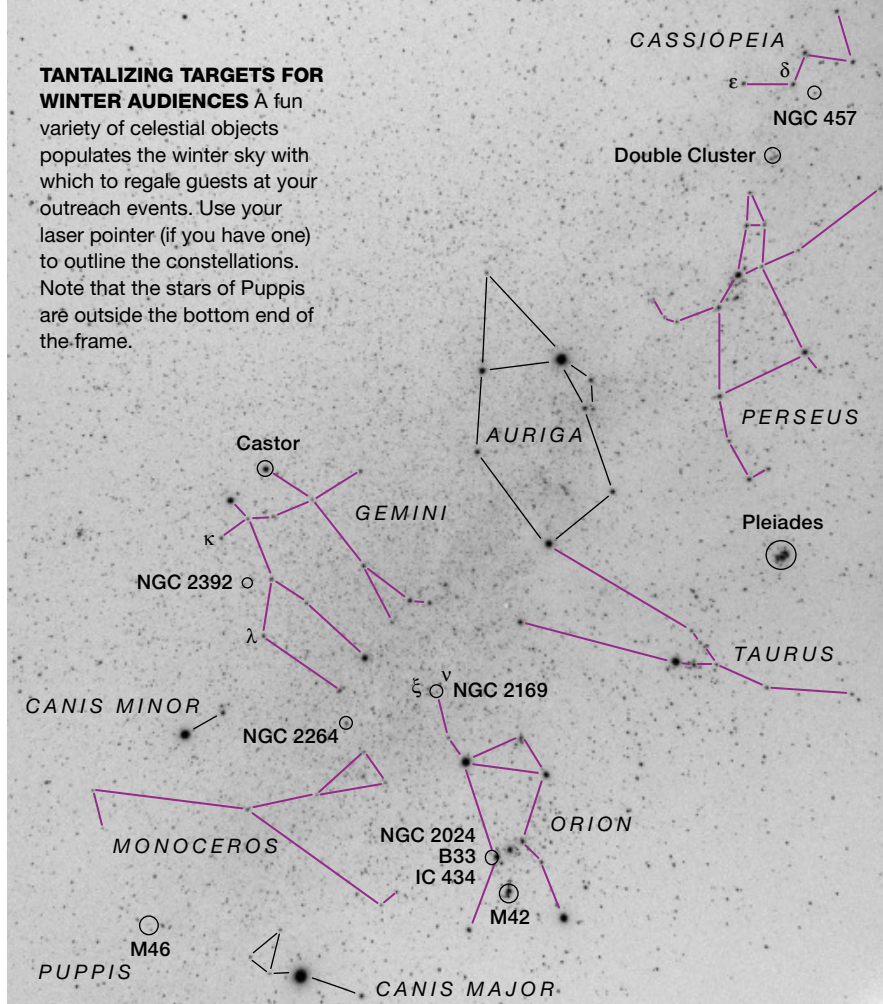 TANTALIZING TARGETS FOR
WINTER AUDIENCES A fun
variety of celestial objects
populates the winter sky with
which to regale guests at your
outreach events. Use your
laser pointer (if you have one)
to outline the constellations.
Note that the stars of Puppis
are outside the bottom end of
the frame.
CASSIOPEIA
δ
ε
NGC 457
Double Cluster
PERSEUS
AURIGA
Castor
GEMINI
κ
Pleiades
NGC 2392
λ
TAURUS
ν
ξ NGC 2169
CANIS MINOR
NGC 2264
ORION
MONOCEROS
NGC 2024
B33
IC 434
M42
M46
PUPPIS
CANIS MAJOR